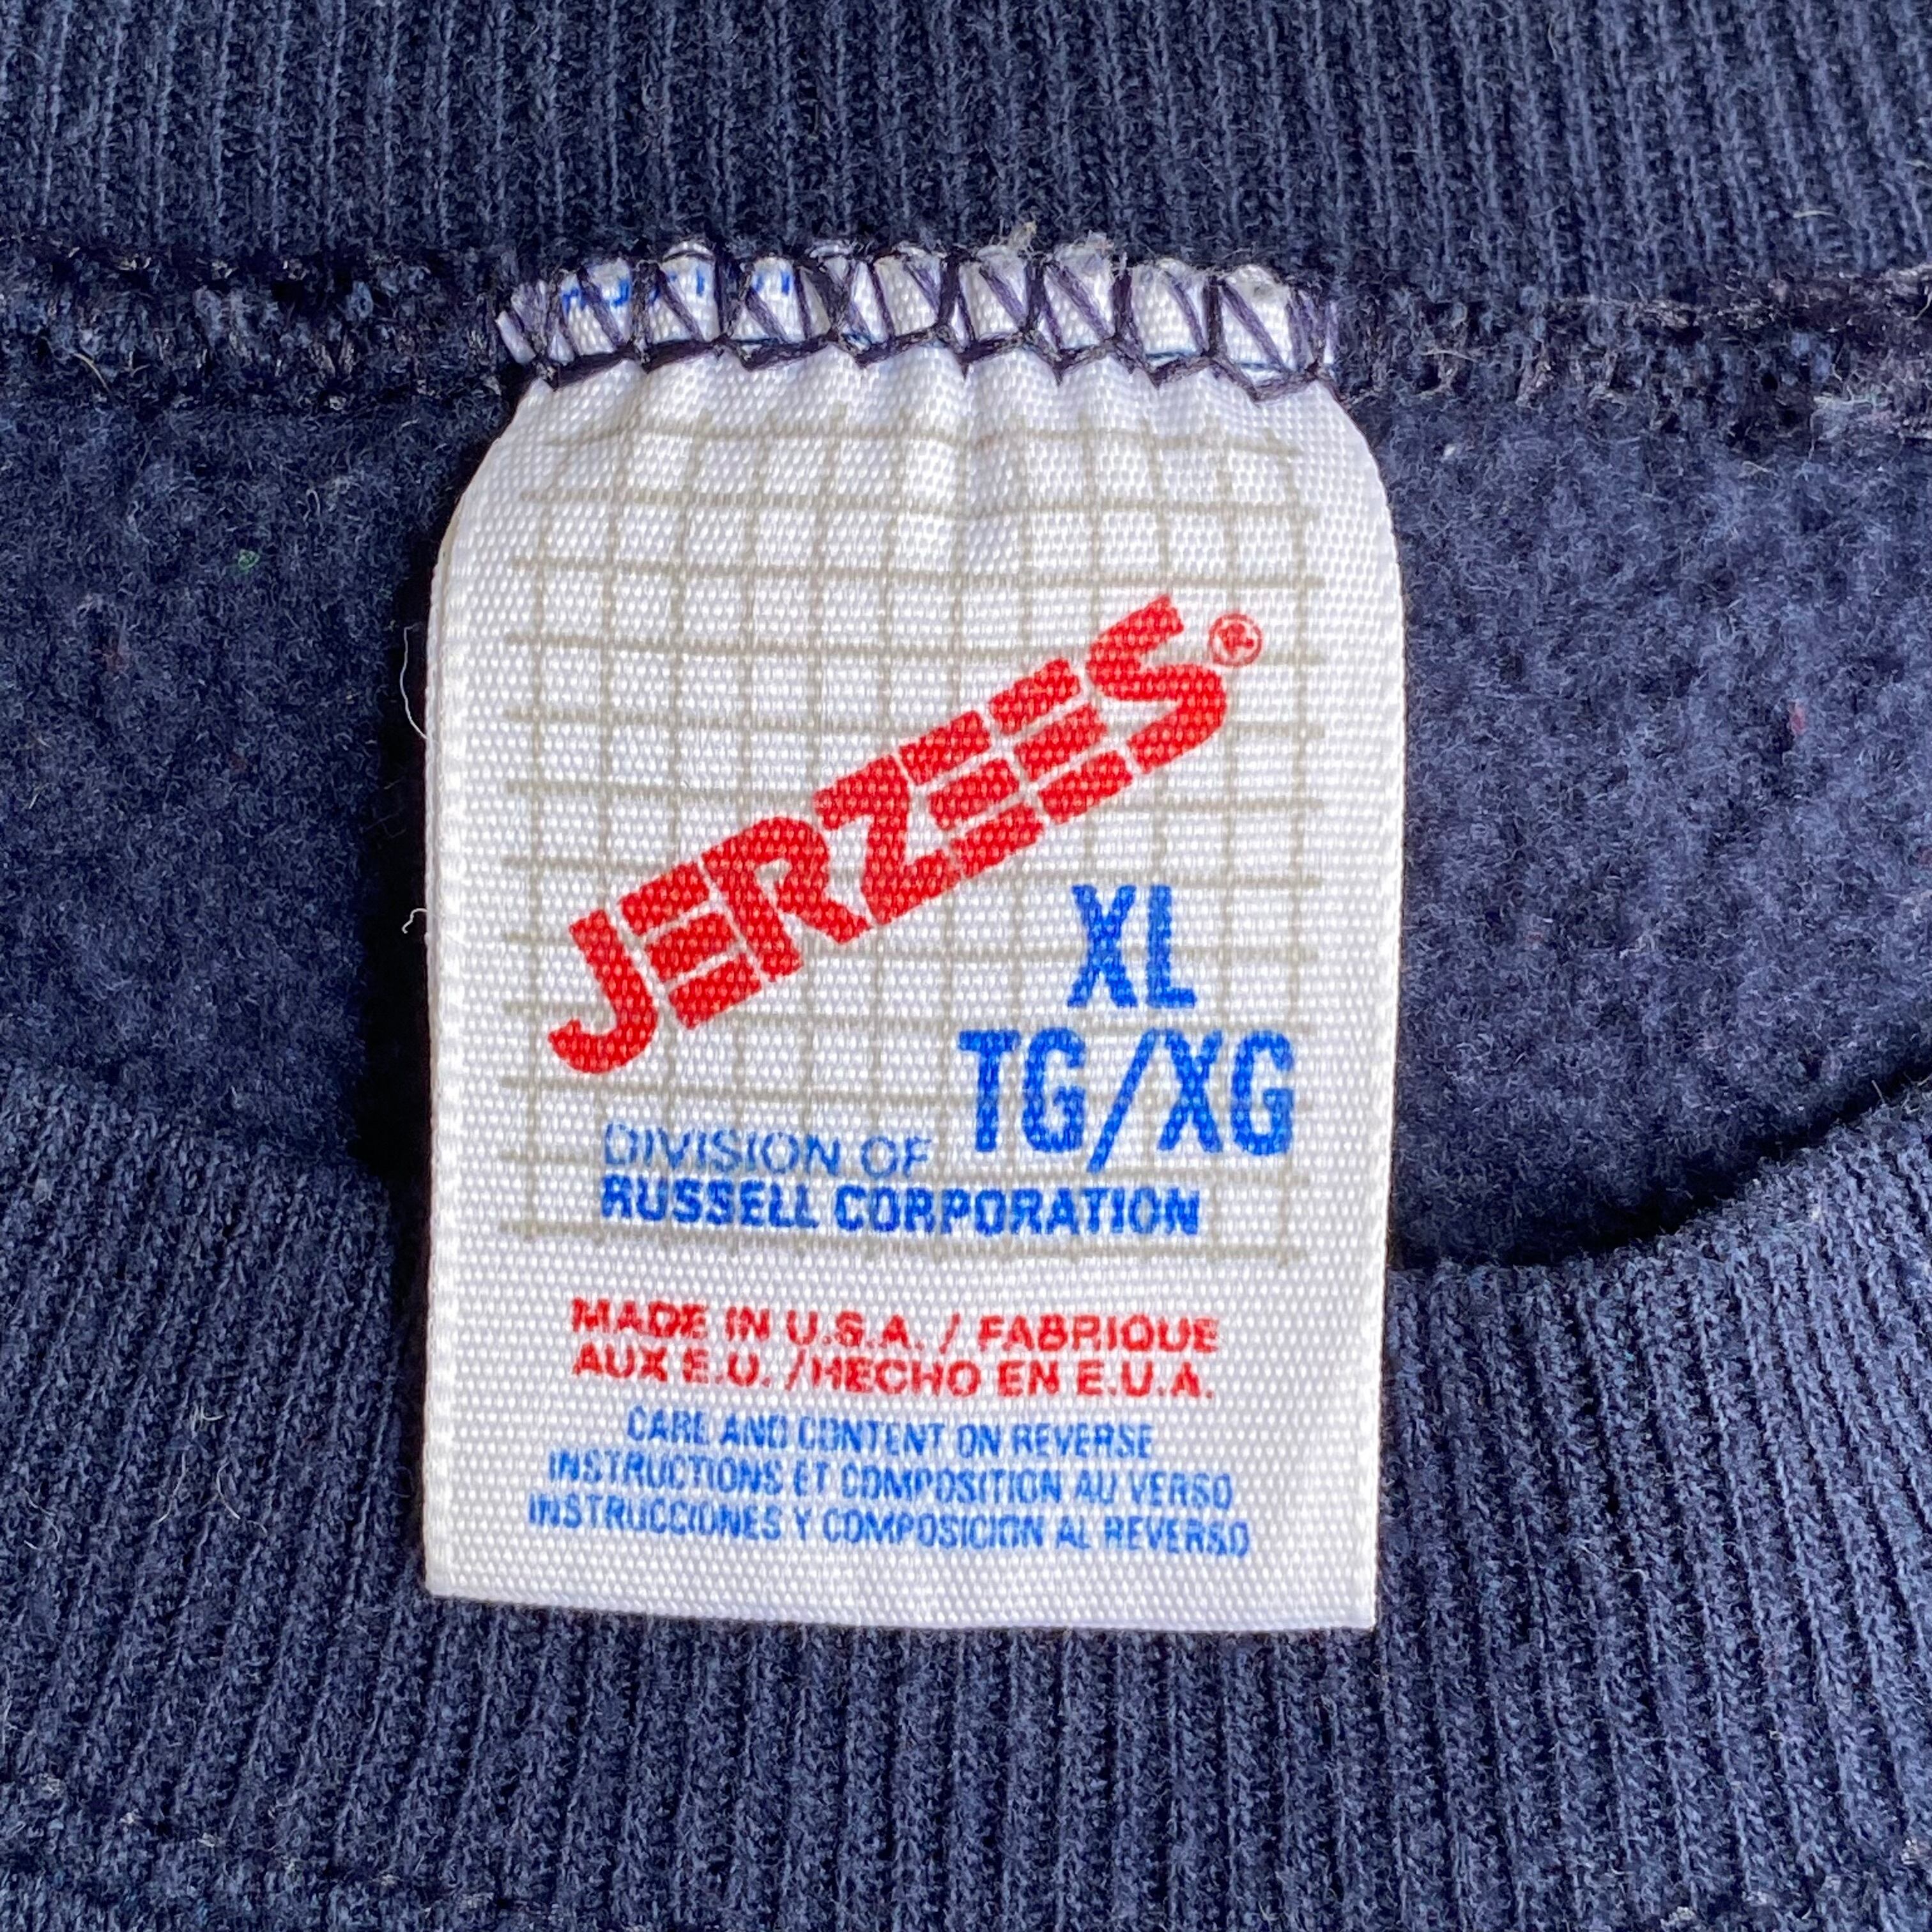 JERZEES®
XL
TG/XG
DIVISION OF
RUSSELL CORPORATION
MADE IN U.S.A. / FABRIQUE
AUX E.U. /HECHO EN E.U.A.
CARE AND CONTENT ON REVERSE
INSTRUCTIONS ET COMPOSITION AU VERSO
INSTRUCCIONES Y COMPOSICION AL REVERSO